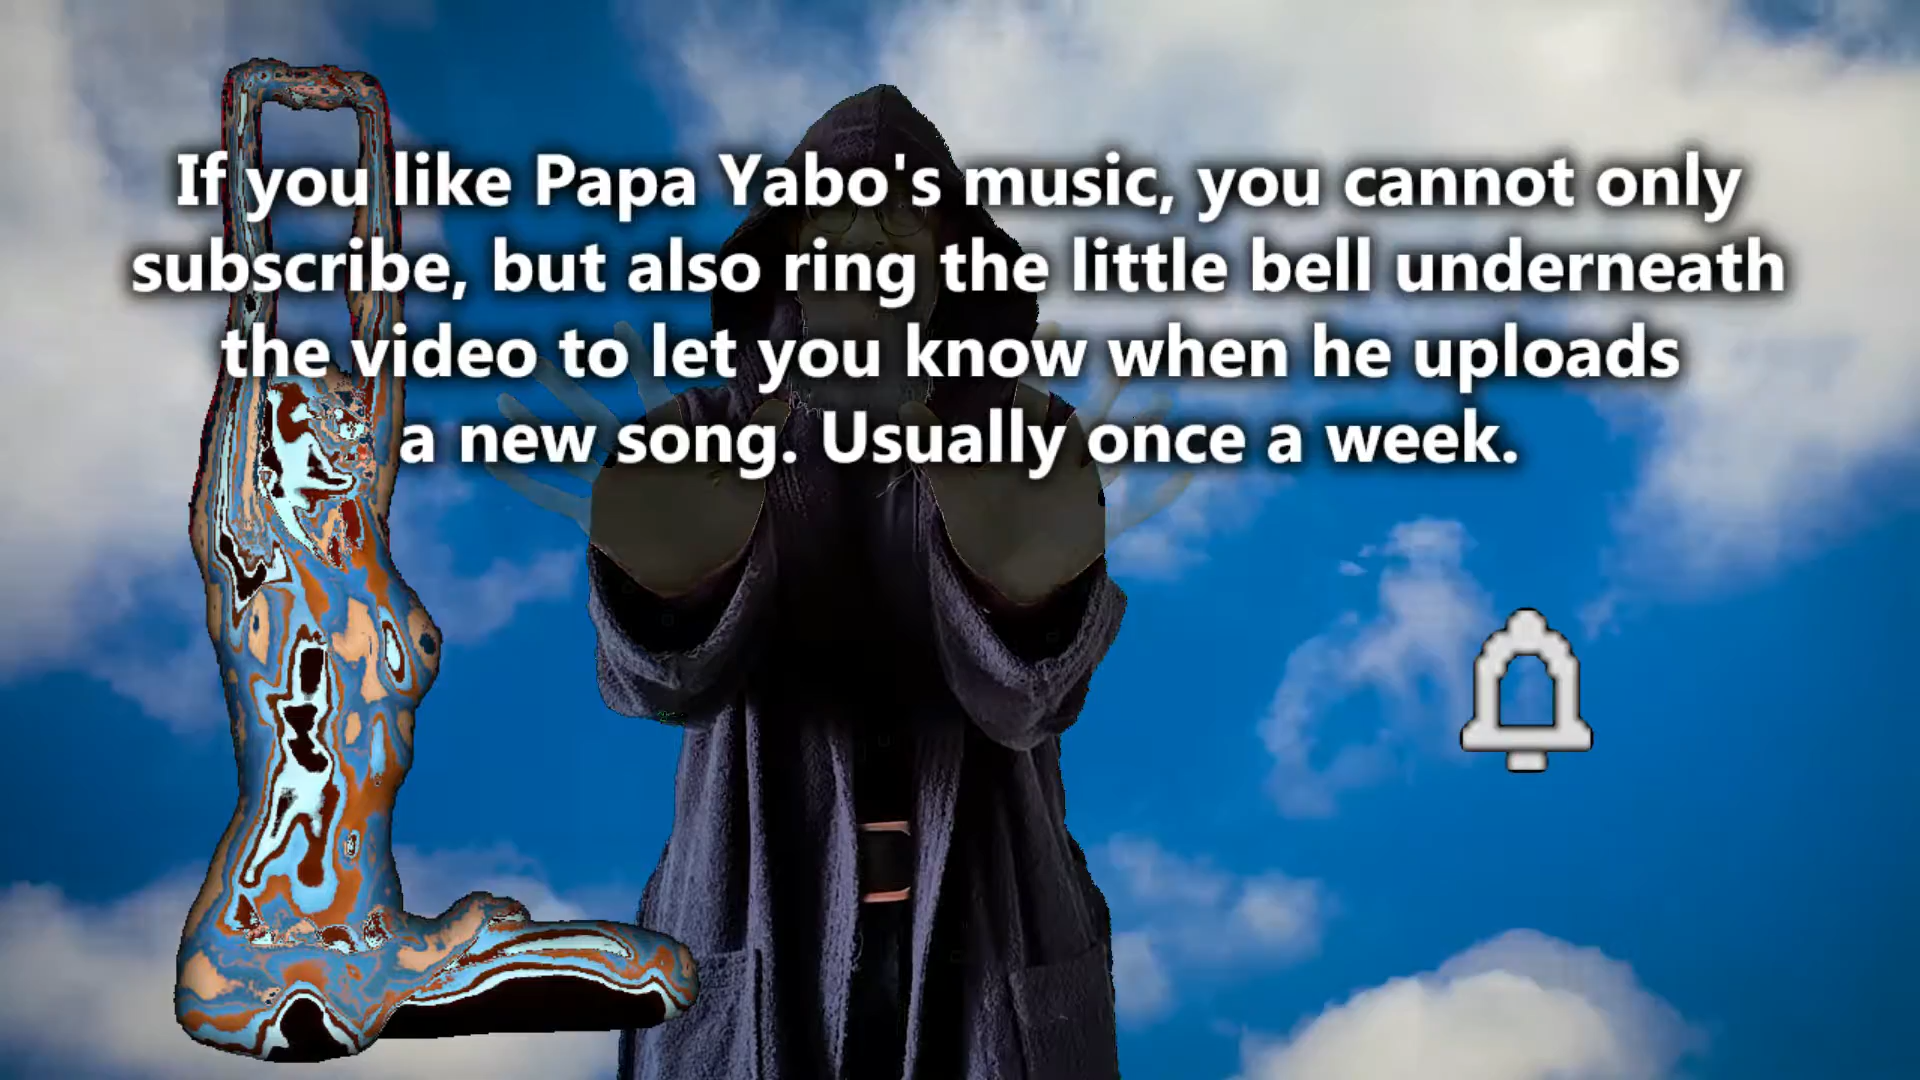 If you like Papa Yabo's music, you cannot only
subscribe, but also ring the little bell underneath
the video to let you know when he uploads
a new song. Usually once a week.